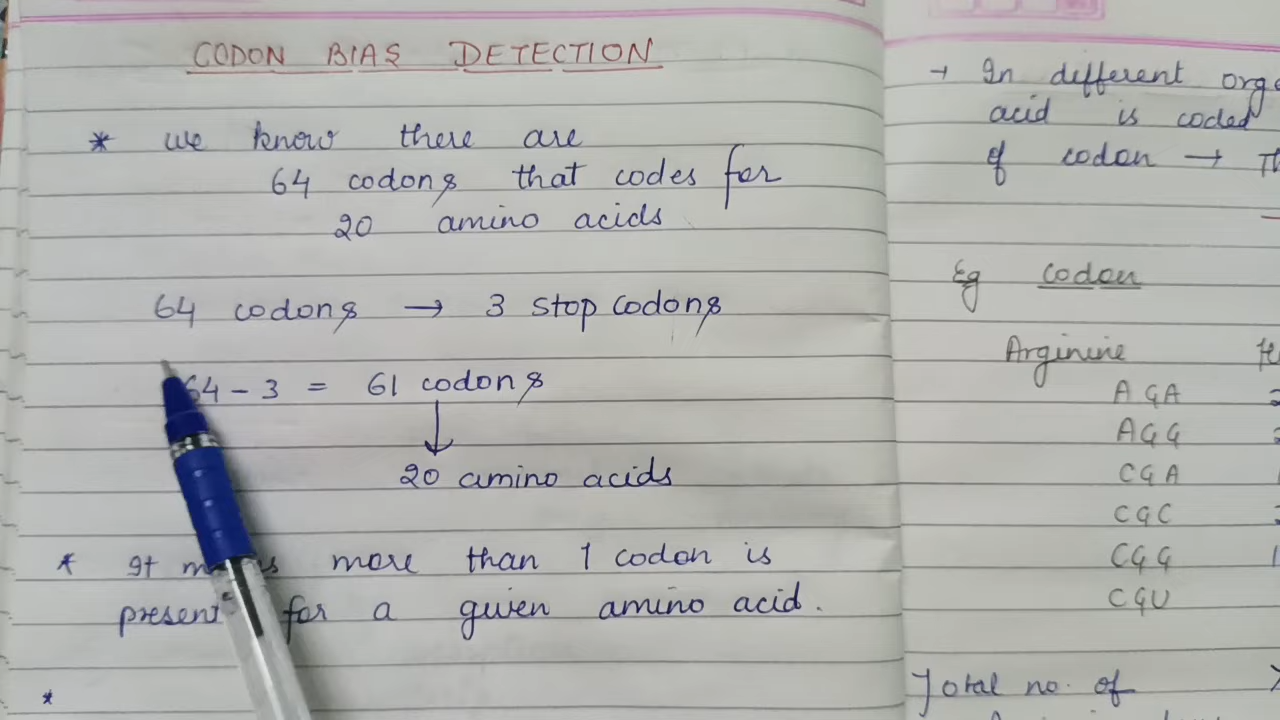 CODON BIAS DETECTION
* we know there are
64 codons that codes for
20 amino acids
64 codons → 3 stop codons
64 - 3 = 61 codons
↓
20 amino acids
* It more than 1 codon is
present for a given amino acid.
*
→ In different
acid is coded
of codon →
Eg codon
Arginine
AGA
AGG
CGA
CGC
CGG
CGU
Total no. of